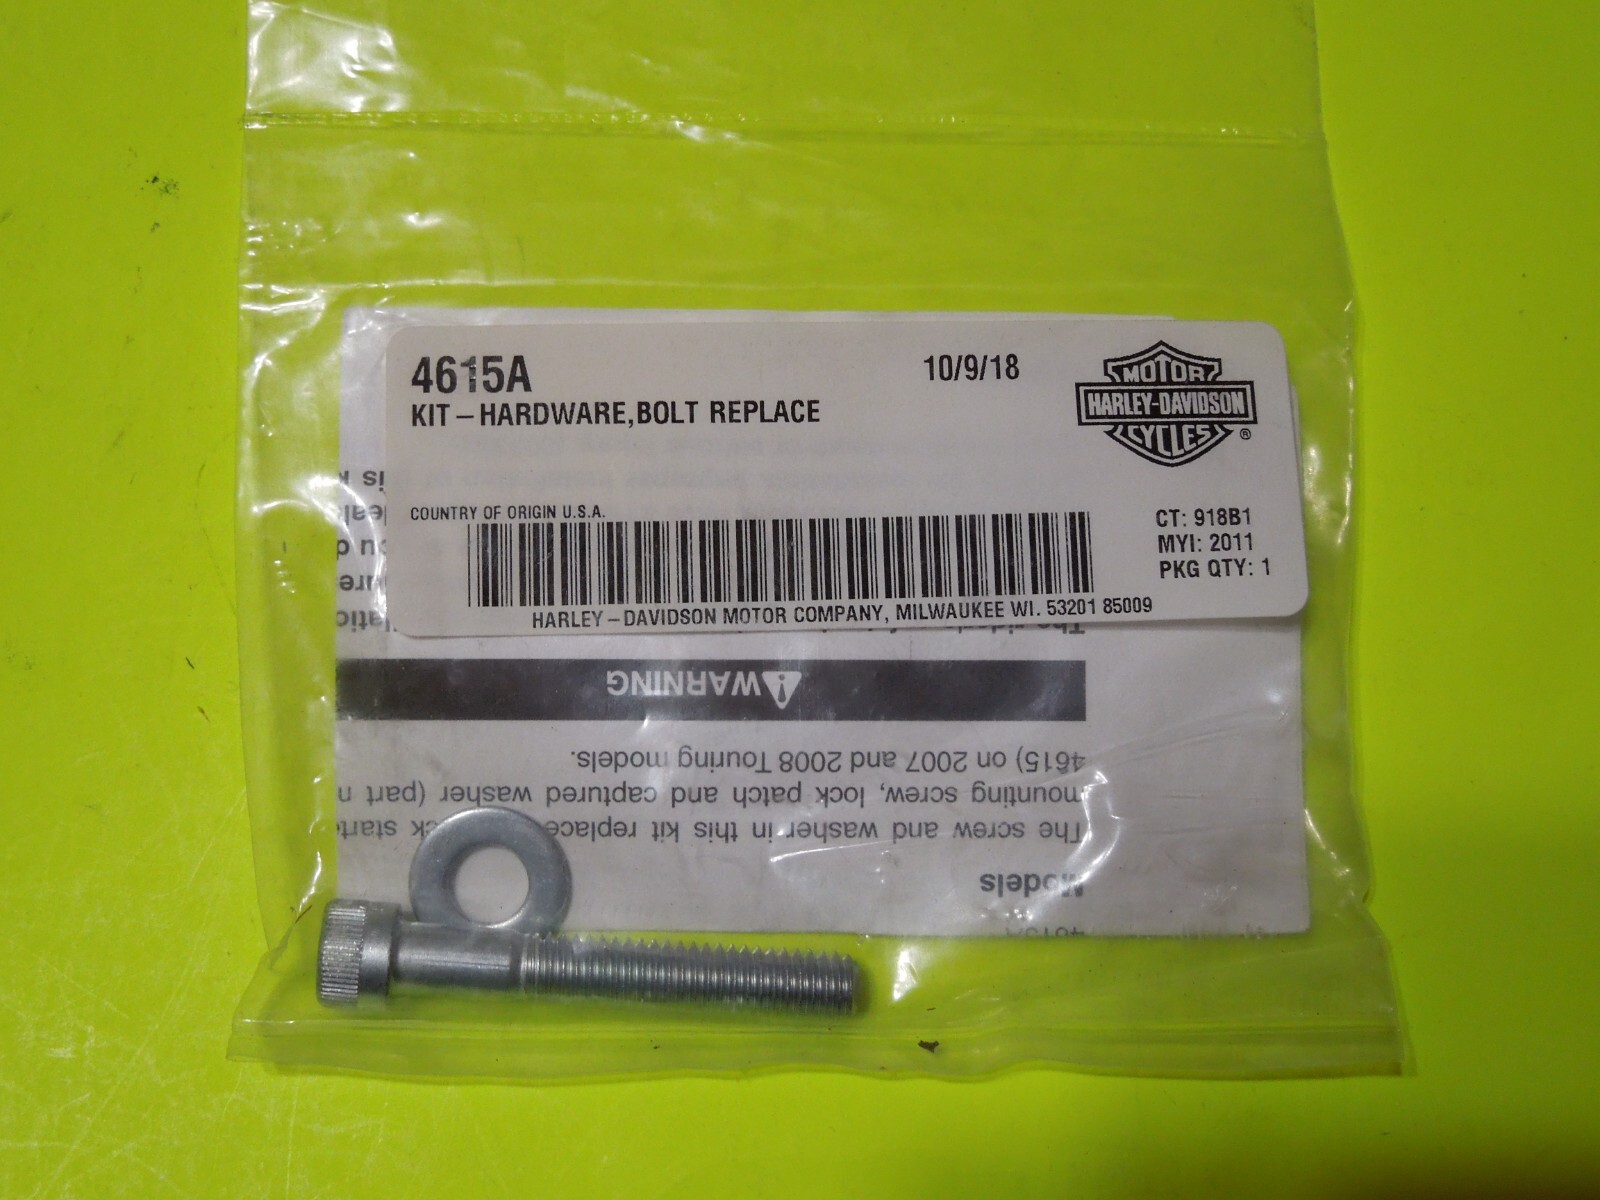 4615A
10/9/18
KIT – HARDWARE, BOLT REPLACE
MOTOR
HARLEY-DAVIDSON
CYCLES
®
COUNTRY OF ORIGIN U.S.A.
CT: 918B1
MYI: 2011
PKG QTY: 1
HARLEY – DAVIDSON MOTOR COMPANY, MILWAUKEE WI. 53201 85009
4615A
Models
The screw and washer in this kit replace
mounting screw, lock patch and captured washer (part
4615) on 2007 and 2008 Touring models.
⚠WARNING